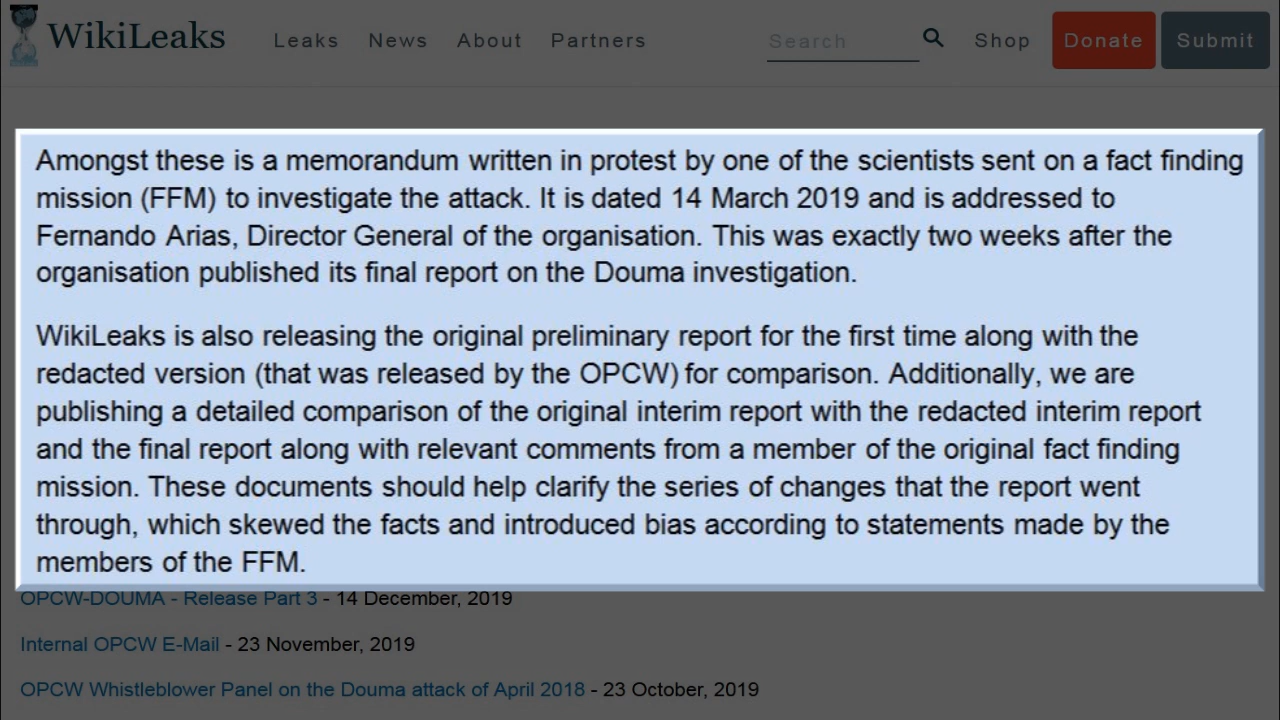 WikiLeaks Leaks News About Partners Search Shop Donate Submit
Amongst these is a memorandum written in protest by one of the scientists sent on a fact finding
mission (FFM) to investigate the attack. It is dated 14 March 2019 and is addressed to
Fernando Arias, Director General of the organisation. This was exactly two weeks after the
organisation published its final report on the Douma investigation.
WikiLeaks is also releasing the original preliminary report for the first time along with the
redacted version (that was released by the OPCW) for comparison. Additionally, we are
publishing a detailed comparison of the original interim report with the redacted interim report
and the final report along with relevant comments from a member of the original fact finding
mission. These documents should help clarify the series of changes that the report went
through, which skewed the facts and introduced bias according to statements made by the
members of the FFM.
OPCW-DOUMA - Release Part 3 - 14 December, 2019
Internal OPCW E-Mail - 23 November, 2019
OPCW Whistleblower Panel on the Douma attack of April 2018 - 23 October, 2019